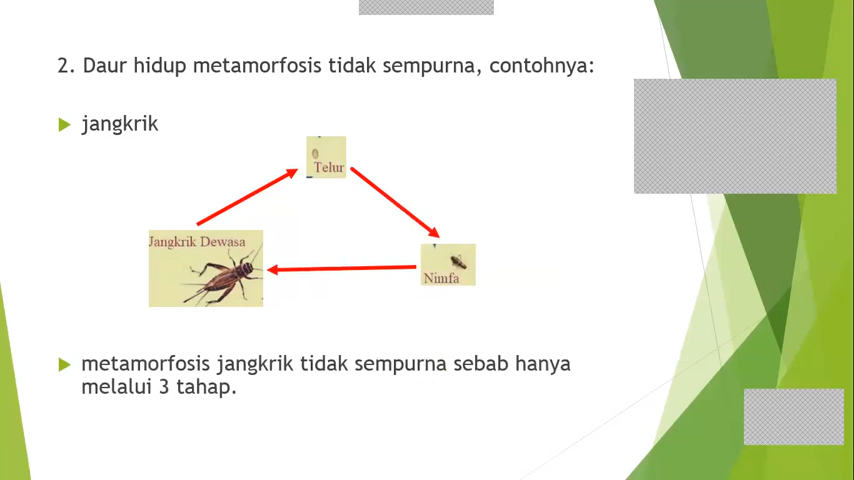 2. Daur hidup metamorfosis tidak sempurna, contohnya:
jangkrik
Telur
Jangkrik Dewasa
Nimfa
metamorfosis jangkrik tidak sempurna sebab hanya
melalui 3 tahap.